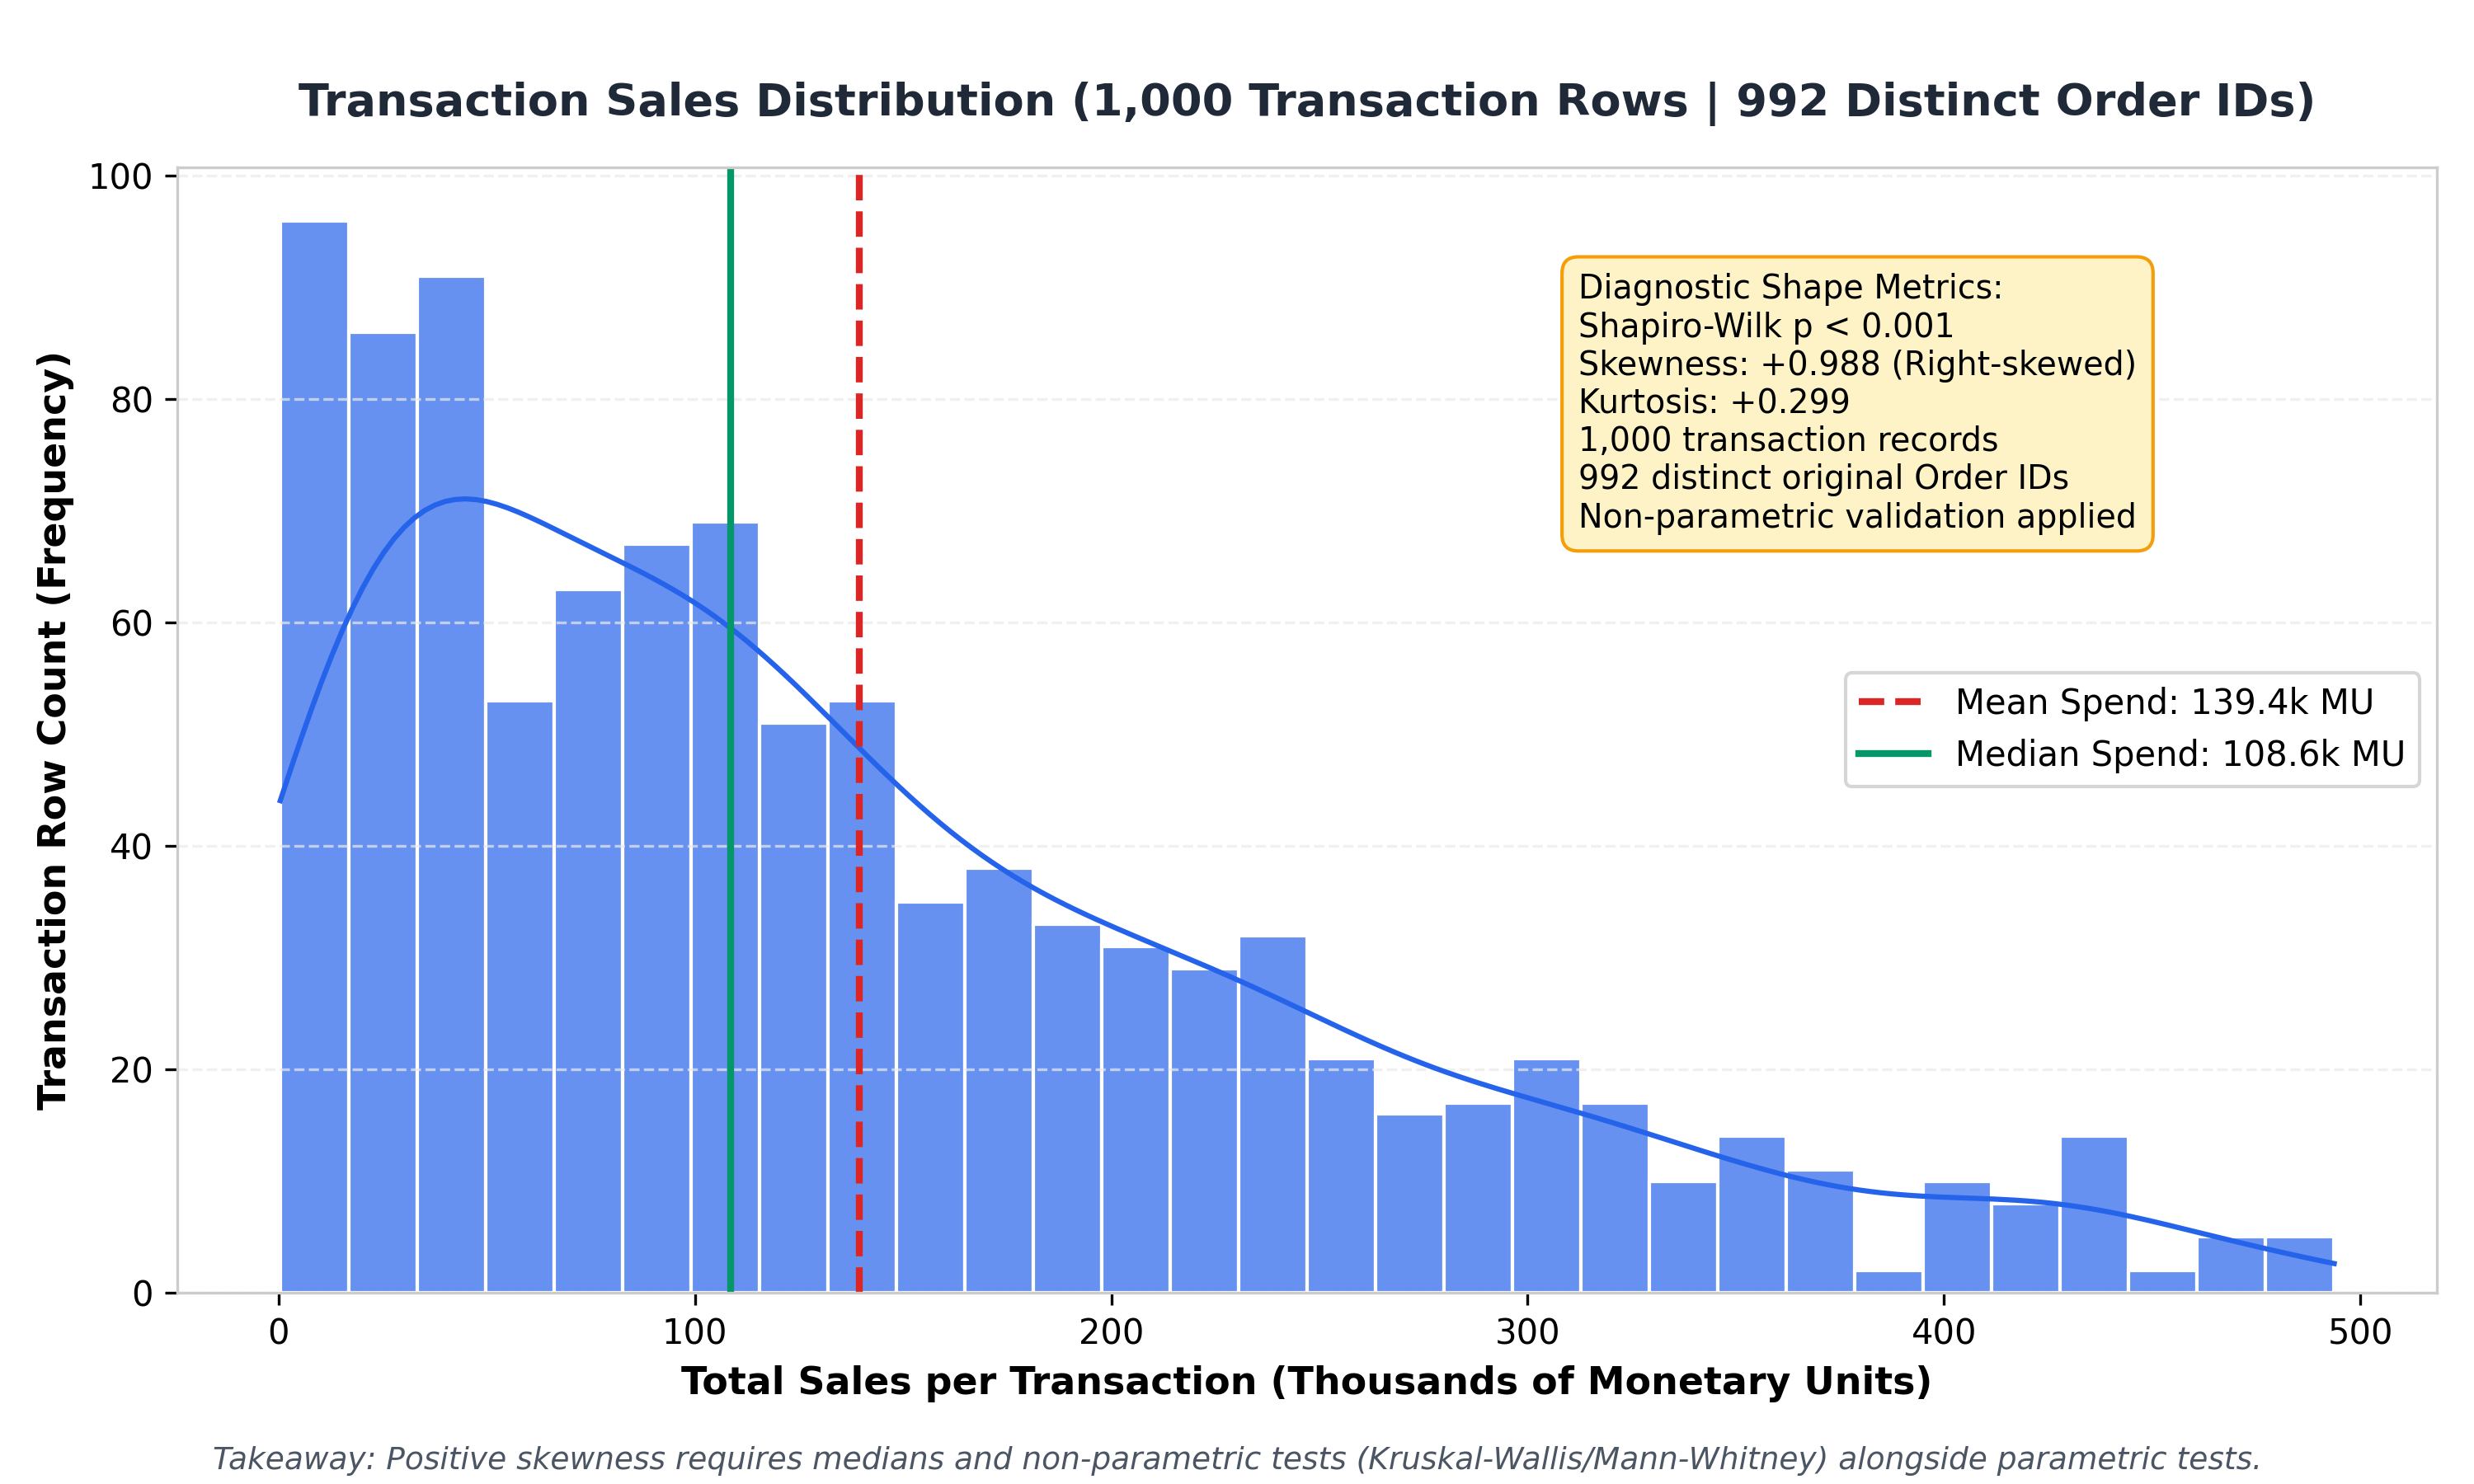 Transaction Sales Distribution (1,000 Transaction Rows | 992 Distinct Order IDs)
100
80
60
40
20
0
Transaction Row Count (Frequency)
Diagnostic Shape Metrics:
Shapiro-Wilk p < 0.001
Skewness: +0.988 (Right-skewed)
Kurtosis: +0.299
1,000 transaction records
992 distinct original Order IDs
Non-parametric validation applied
Mean Spend: 139.4k MU
Median Spend: 108.6k MU
0 100 200 300 400 500
Total Sales per Transaction (Thousands of Monetary Units)
Takeaway: Positive skewness requires medians and non-parametric tests (Kruskal-Wallis/Mann-Whitney) alongside parametric tests.